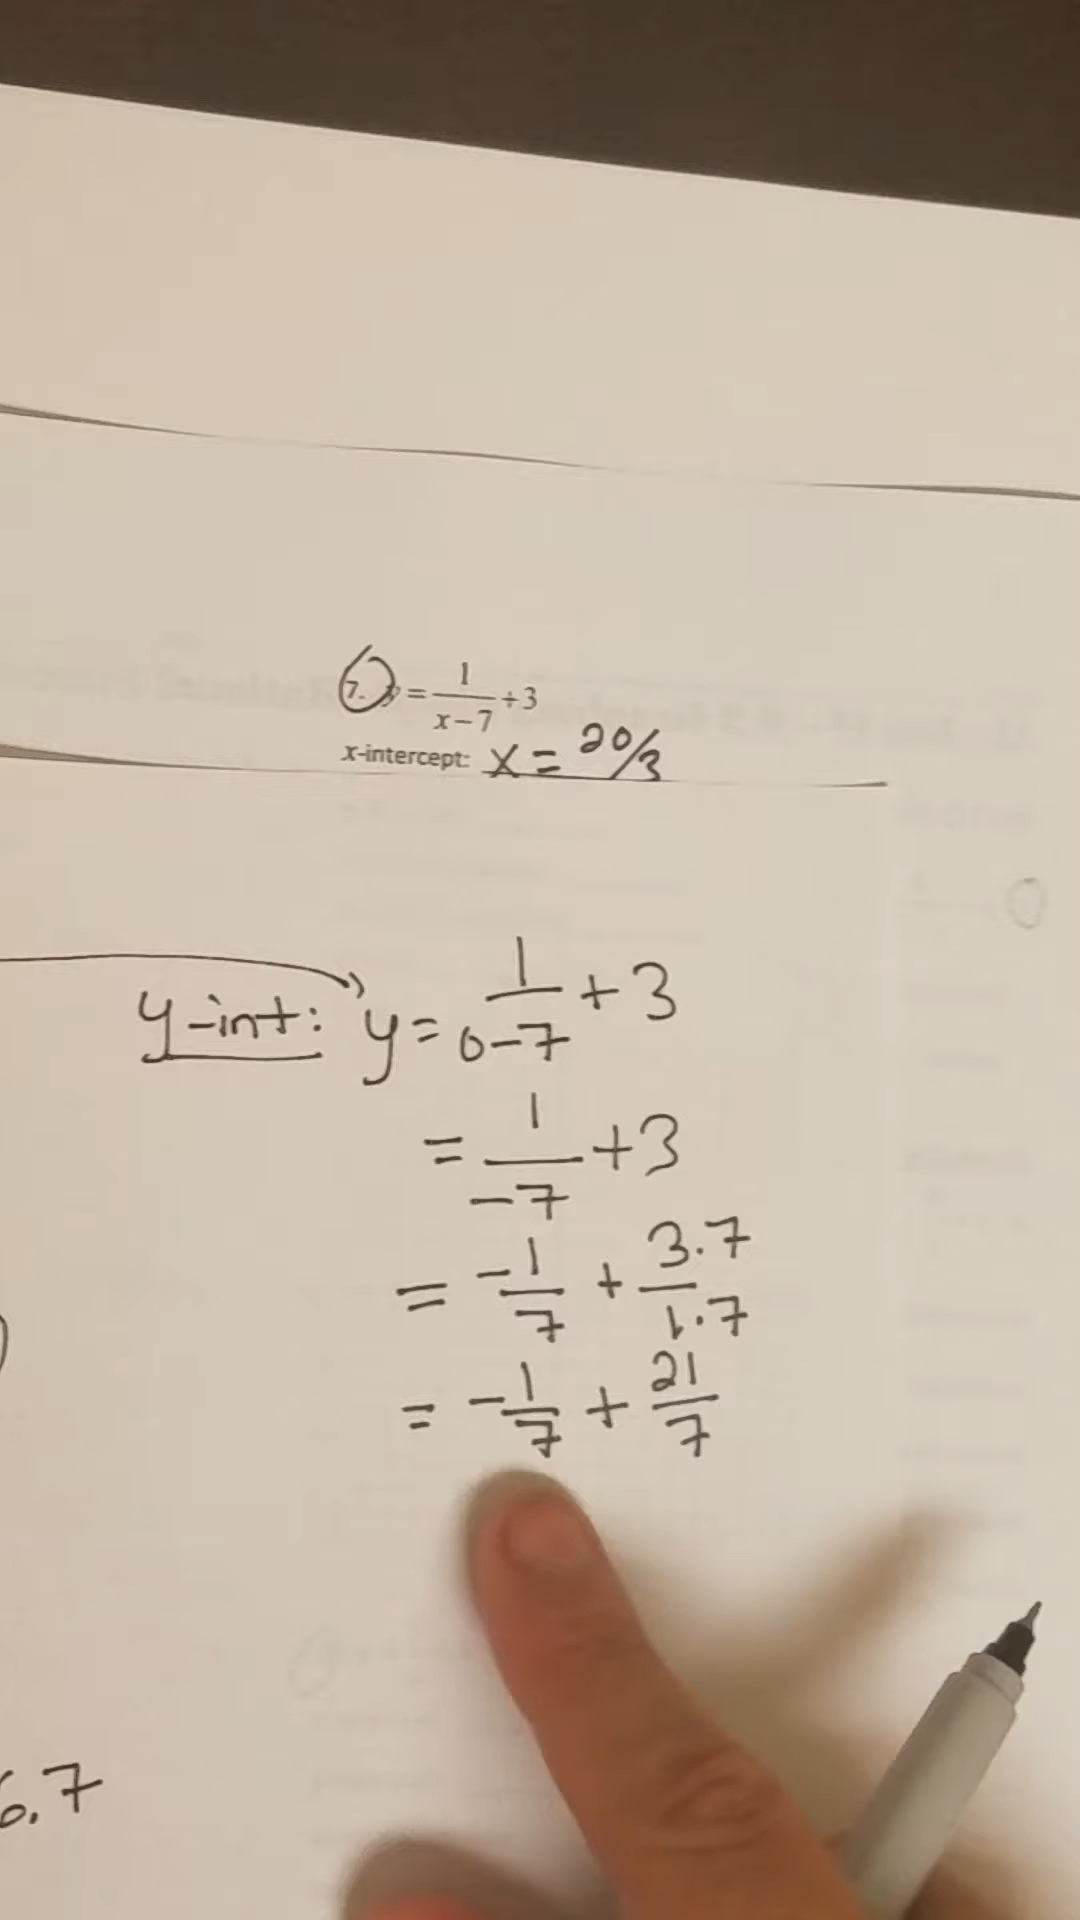 7. y = 1/(x−7) + 3
x-intercept: x = 20/3
y-int: y = 1/(0−7) + 3
= 1/(−7) + 3
= −1/7 + (3·7)/(1·7)
= −1/7 + 21/7
6.7